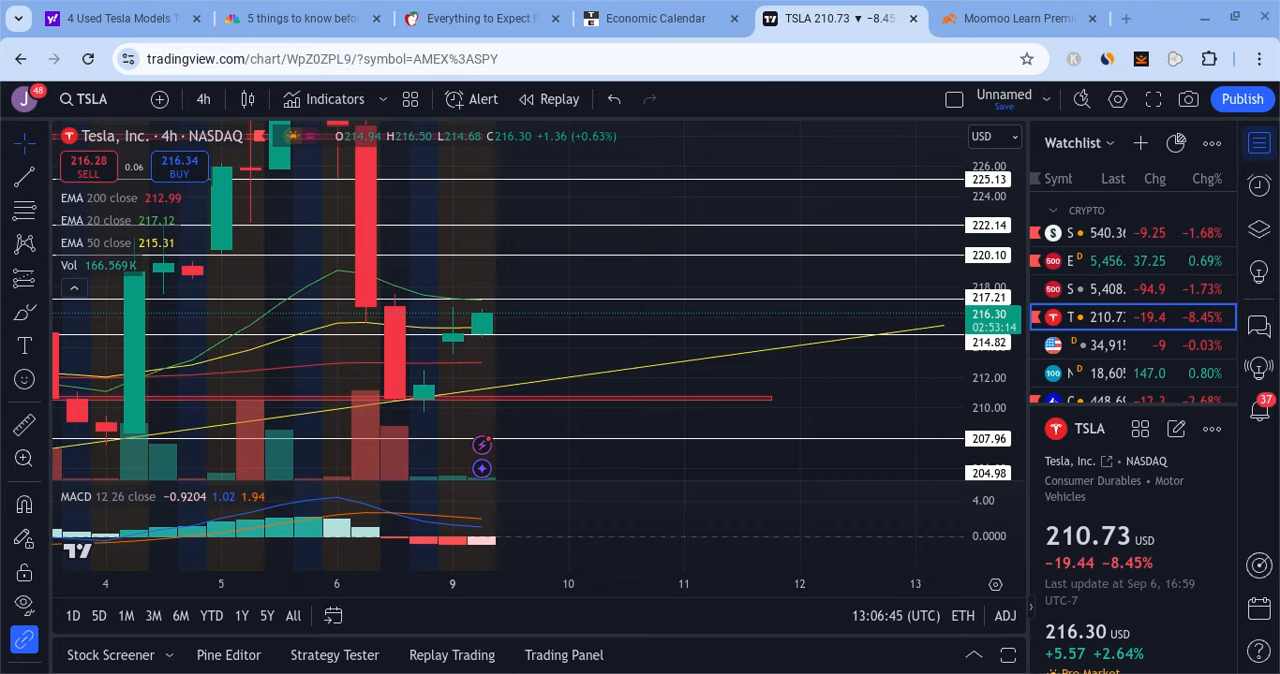 4 Used Tesla Models T
5 things to know befor
Everything to Expect F
Economic Calendar
TSLA 210.73 ▼ −8.45%
Moomoo Learn Premi
tradingview.com/chart/WpZ0ZPL9/?symbol=AMEX%3ASPY
J
48
TSLA
4h
Indicators
Alert
Replay
Unnamed
Save
Publish
Tesla, Inc. · 4h · NASDAQ
O214.94 H216.50 L214.68 C216.30 +1.36 (+0.63%)
216.28
SELL
0.06
216.34
BUY
EMA 200 close 212.99
EMA 20 close 217.12
EMA 50 close 215.31
Vol 166.569K
MACD 12 26 close −0.9204 1.02 1.94
USD
226.00
225.13
224.00
222.14
220.10
218.00
217.21
216.30
02:53:14
214.82
212.00
210.00
207.96
204.98
4.00
0.0000
4 5 6 9 10 11 12 13
1D 5D 1M 3M 6M YTD 1Y 5Y All
13:06:45 (UTC) ETH ADJ
Stock Screener
Pine Editor
Strategy Tester
Replay Trading
Trading Panel
Watchlist
Symb Last Chg Chg%
CRYPTO
S 540.36 −9.25 −1.68%
E D 5,456. 37.25 0.69%
S 5,408. −94.9 −1.73%
T 210.73 −19.4 −8.45%
D 34,915 −9 −0.03%
N D 18,605 147.0 0.80%
448.69 −12.3 −2.68%
37
TSLA
Tesla, Inc. • NASDAQ
Consumer Durables • Motor
Vehicles
210.73 USD
−19.44 −8.45%
Last update at Sep 6, 16:59
UTC-7
216.30 USD
+5.57 +2.64%
Pre Market